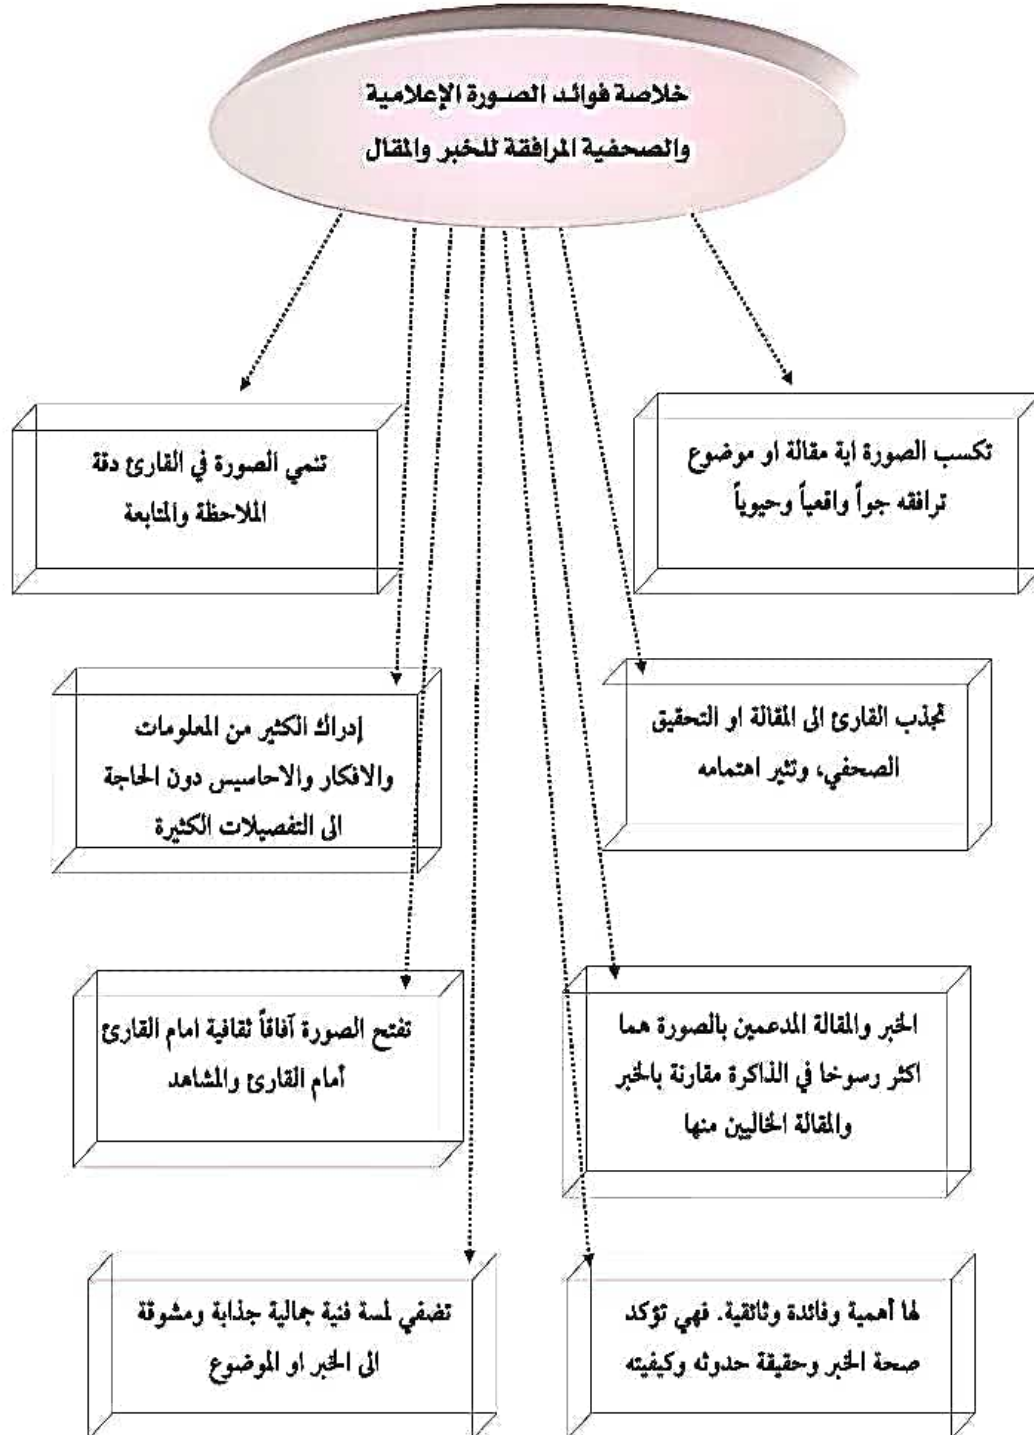 خلاصة فوائد الصورة الإعلامية
والصحفية المرافقة للخبر والمقال
تكسب الصورة اية مقالة او موضوع
ترافقه جواً واقعياً وحيوياً
تنمي الصورة في القارئ دقة
الملاحظة والمتابعة
تجذب القارئ الى المقالة او التحقيق
الصحفي، وتثير اهتمامه
إدراك الكثير من المعلومات
والافكار والاحاسيس دون الحاجة
الى التفصيلات الكثيرة
الخبر والمقالة المدعمين بالصورة هما
اكثر رسوخا في الذاكرة مقارنة بالخبر
والمقالة الخاليين منها
تفتح الصورة آفاقاً ثقافية امام القارئ
أمام القارئ والمشاهد
لها أهمية وفائدة وثائقية. فهي تؤكد
صحة الخبر وحقيقة حدوثه وكيفيته
تضفي لمسة فنية جمالية جذابة ومشوقة
الى الخبر او الموضوع